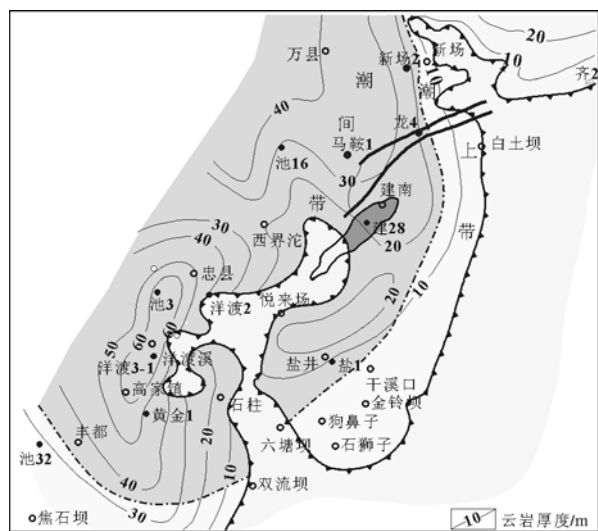 20
新场
10
万县
新场2
潮
潮
齐2
40
间
龙4
马鞍1
上
白土坝
池16
30
建南
带
建28
带
30
20
10
西界沱
40
忠县
池3
洋渡2
悦来场
20
60
60
50
洋渡溪
盐井
盐1
洋渡3-1
干溪口
高家镇
石柱
金铃坝
黄金1
狗鼻子
20
丰都
六塘坝
石狮子
池32
10
40
双流坝
30
焦石坝
10 云岩厚度/m